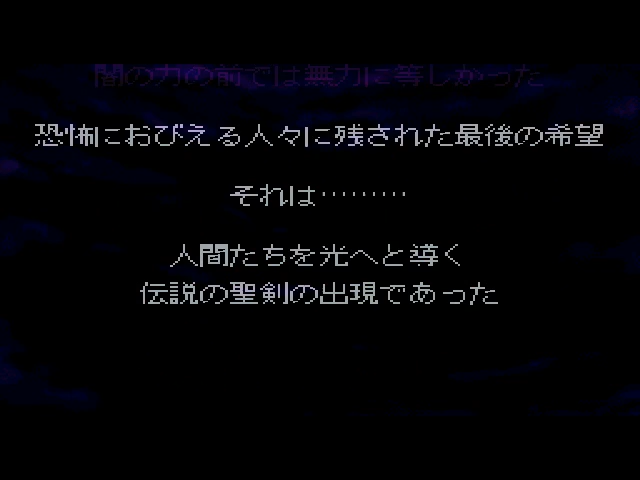 闇の力の前では無力に等しかった
恐怖におびえる人々に残された最後の希望
それは………
人間たちを光へと導く
伝説の聖剣の出現であった